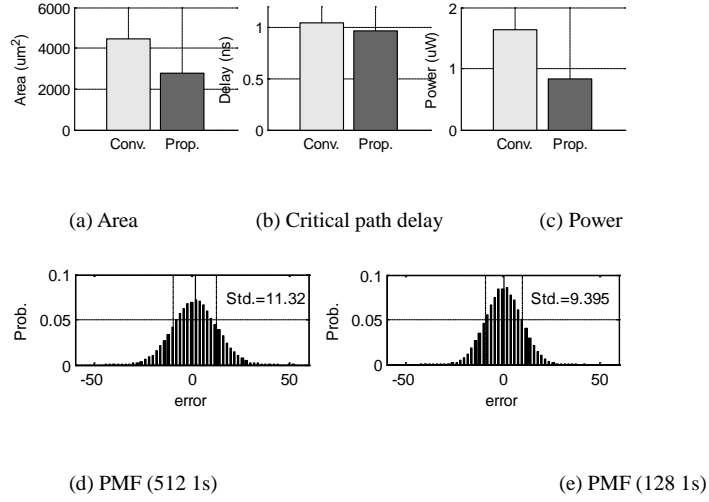 6000
4000
2000
0
Area (um2)
Conv. Prop.
1
0.5
0
Delay (ns)
Conv. Prop.
2
1
0
Power (uW)
Conv. Prop.
(a) Area
(b) Critical path delay
(c) Power
0.1
0.05
0
Prob.
Std.=11.32
-50 0 50
error
0.1
0.05
0
Prob.
Std.=9.395
-50 0 50
error
(d) PMF (512 1s)
(e) PMF (128 1s)